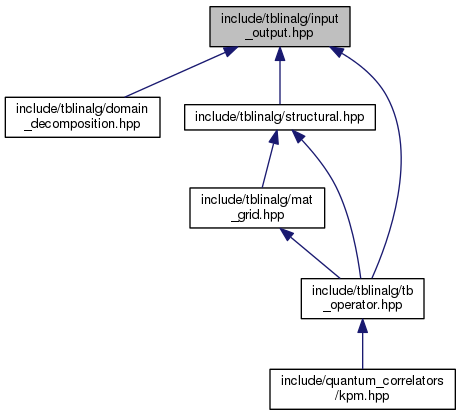 include/tblinalg/input
_output.hpp
include/tblinalg/domain
_decomposition.hpp
include/tblinalg/structural.hpp
include/tblinalg/mat
_grid.hpp
include/tblinalg/tb
_operator.hpp
include/quantum_correlators
/kpm.hpp